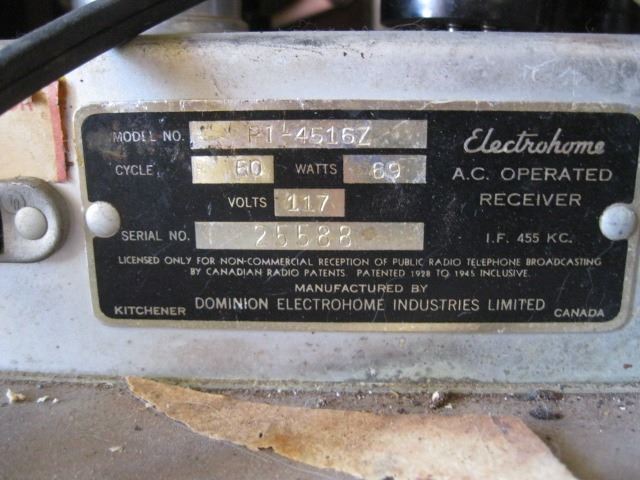 MODEL NO. PT-4516Z
Electrohome
CYCLE 60 WATTS 69
A.C. OPERATED
VOLTS 117
RECEIVER
SERIAL NO. 25588
I.F. 455 KC.
LICENSED ONLY FOR NON-COMMERCIAL RECEPTION OF PUBLIC RADIO TELEPHONE BROADCASTING
BY CANADIAN RADIO PATENTS. PATENTED 1928 TO 1945 INCLUSIVE.
MANUFACTURED BY
DOMINION ELECTROHOME INDUSTRIES LIMITED
KITCHENER
CANADA